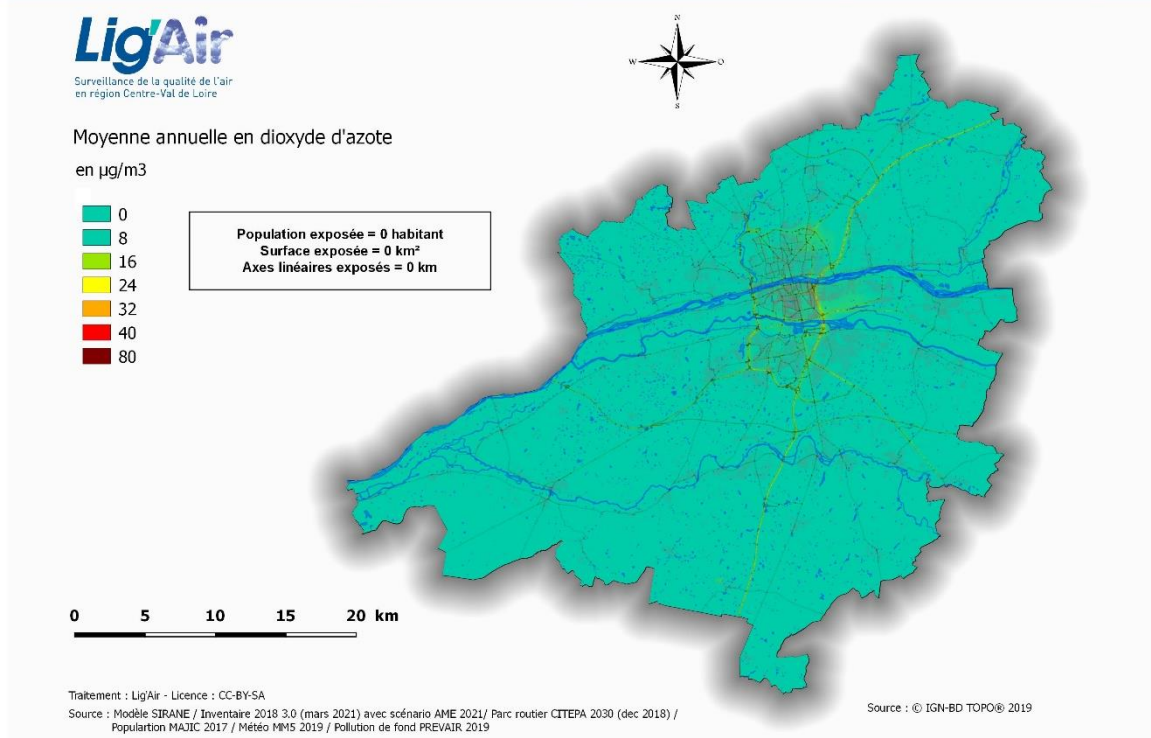 Lig'Air
Surveillance de la qualité de l'air
en région Centre-Val de Loire
N
W
O
S
Moyenne annuelle en dioxyde d'azote
en µg/m3
0
8
16
24
32
40
80
Population exposée = 0 habitant
Surface exposée = 0 km²
Axes linéaires exposés = 0 km
0 5 10 15 20 km
Traitement : Lig'Air - Licence : CC-BY-SA
Source : Modèle SIRANE / Inventaire 2018 3.0 (mars 2021) avec scénario AME 2021/ Parc routier CITEPA 2030 (dec 2018) /
Populartion MAJIC 2017 / Météo MM5 2019 / Pollution de fond PREVAIR 2019
Source : © IGN-BD TOPO® 2019